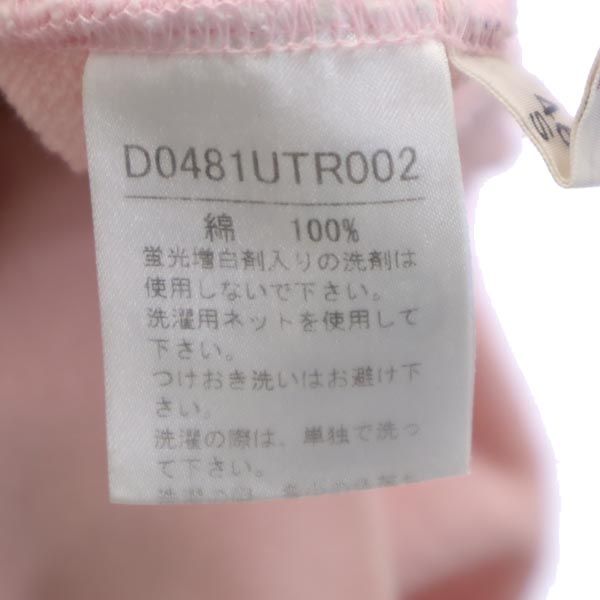 D0481UTR002
綿 100%
蛍光増白剤入りの洗剤は
使用しないで下さい。
洗濯用ネットを使用して
下さい。
つけおき洗いはお避け下
さい。
洗濯の際は、単独で洗っ
て下さい。